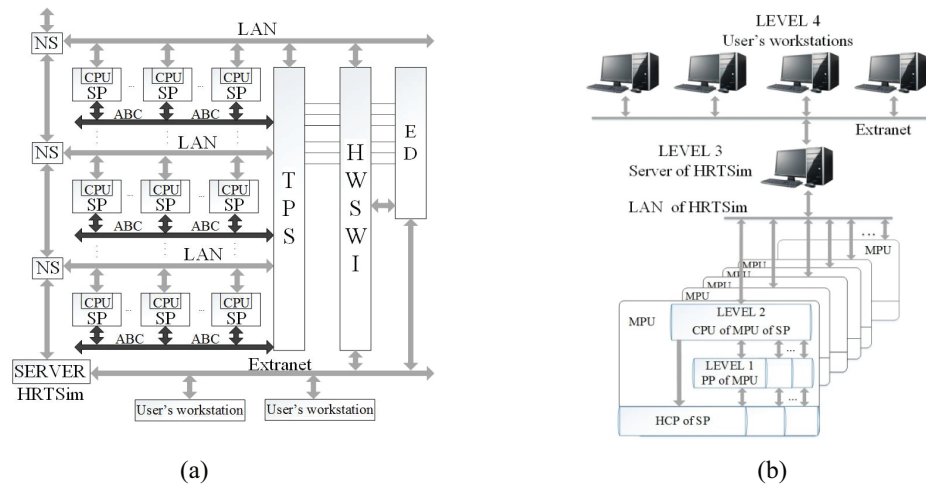 NS
LAN
CPU
SP
...
CPU
SP
...
CPU
SP
ABC
ABC
NS
LAN
CPU
SP
...
CPU
SP
...
CPU
SP
ABC
ABC
NS
LAN
CPU
SP
...
CPU
SP
...
CPU
SP
ABC
ABC
TPS
HWSWI
ED
SERVER
HRTSim
Extranet
User's workstation
User's workstation
(a)
LEVEL 4
User's workstations
Extranet
LEVEL 3
Server of HRTSim
LAN of HRTSim
...
MPU
MPU
MPU
LEVEL 2
CPU of MPU of SP
...
LEVEL 1
PP of MPU
...
HCP of SP
(b)